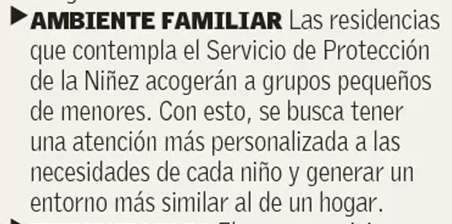 ▶AMBIENTE FAMILIAR Las residencias
que contempla el Servicio de Protección
de la Niñez acogerán a grupos pequeños
de menores. Con esto, se busca tener
una atención más personalizada a las
necesidades de cada niño y generar un
entorno más similar al de un hogar.